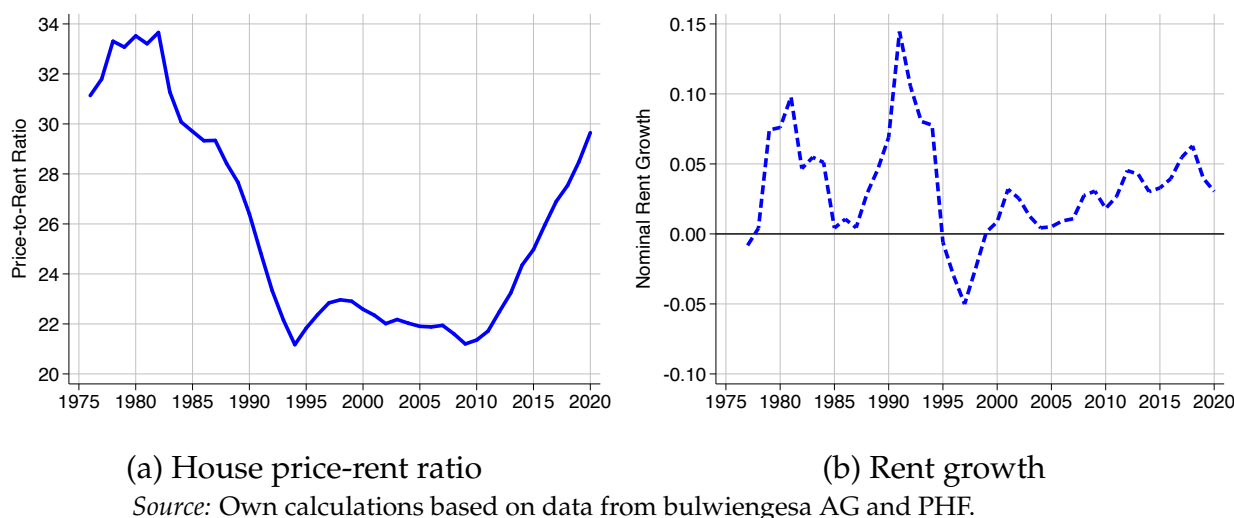 Price-to-Rent Ratio
34
32
30
28
26
24
22
20
1975 1980 1985 1990 1995 2000 2005 2010 2015 2020
(a) House price-rent ratio
Nominal Rent Growth
0.15
0.10
0.05
0.00
-0.05
-0.10
1975 1980 1985 1990 1995 2000 2005 2010 2015 2020
(b) Rent growth
Source: Own calculations based on data from bulwiengesa AG and PHF.